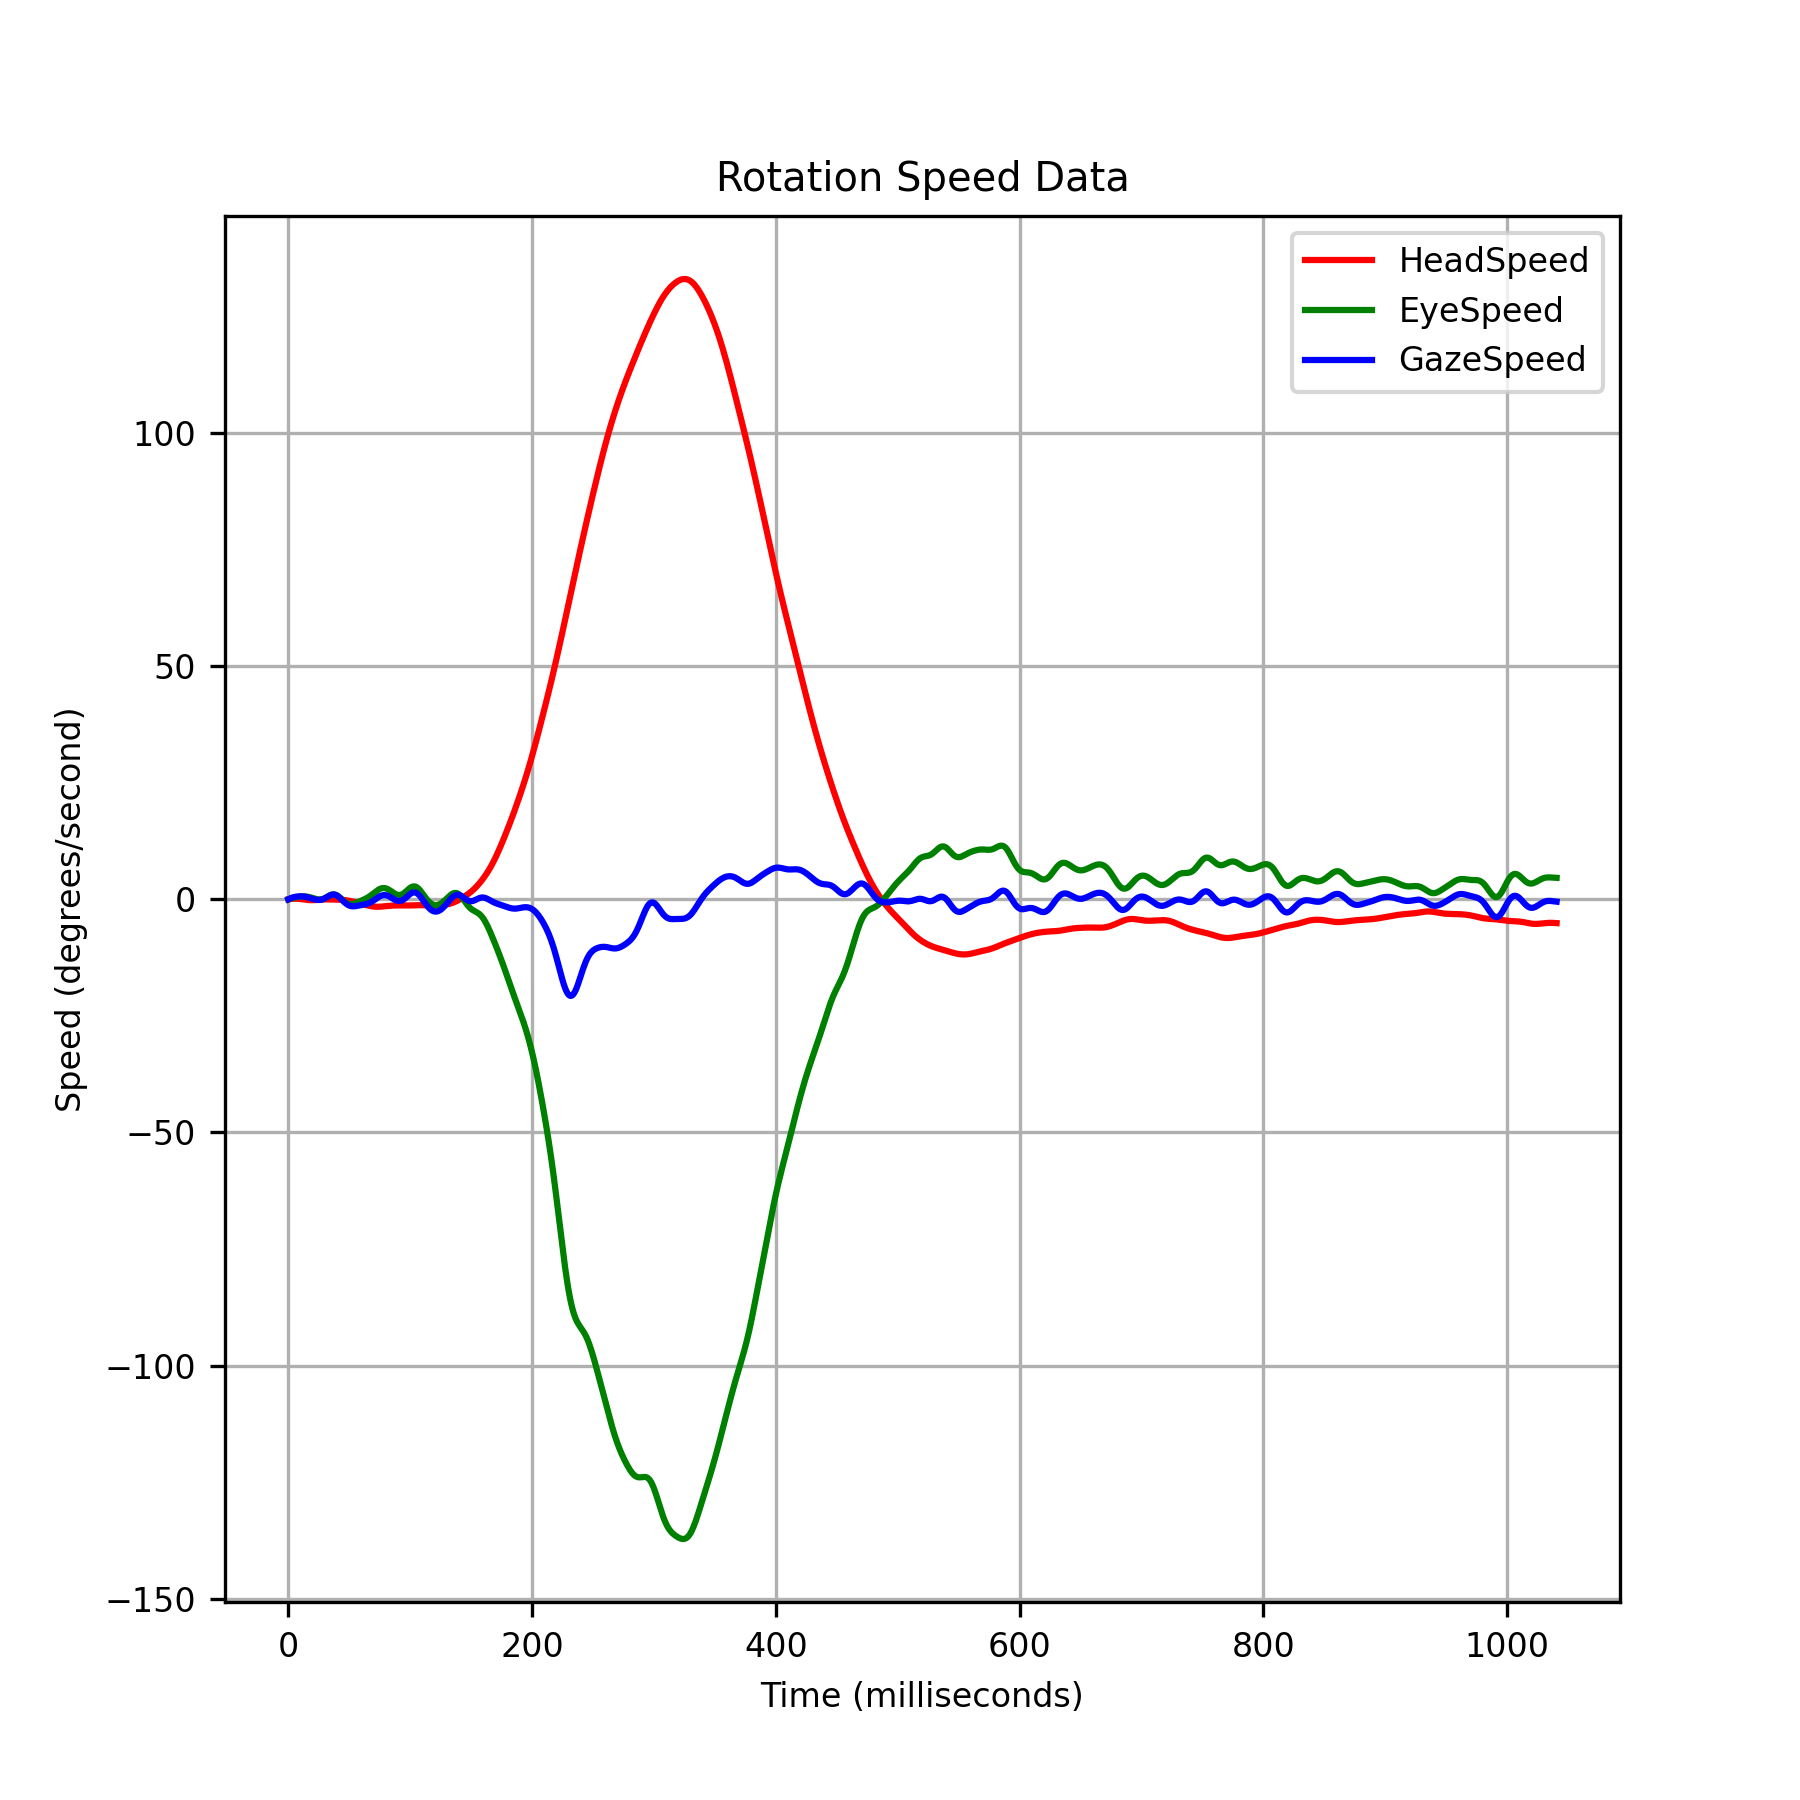 Rotation Speed Data
HeadSpeed
EyeSpeed
GazeSpeed
Speed (degrees/second)
100
50
0
−50
−100
−150
0 200 400 600 800 1000
Time (milliseconds)